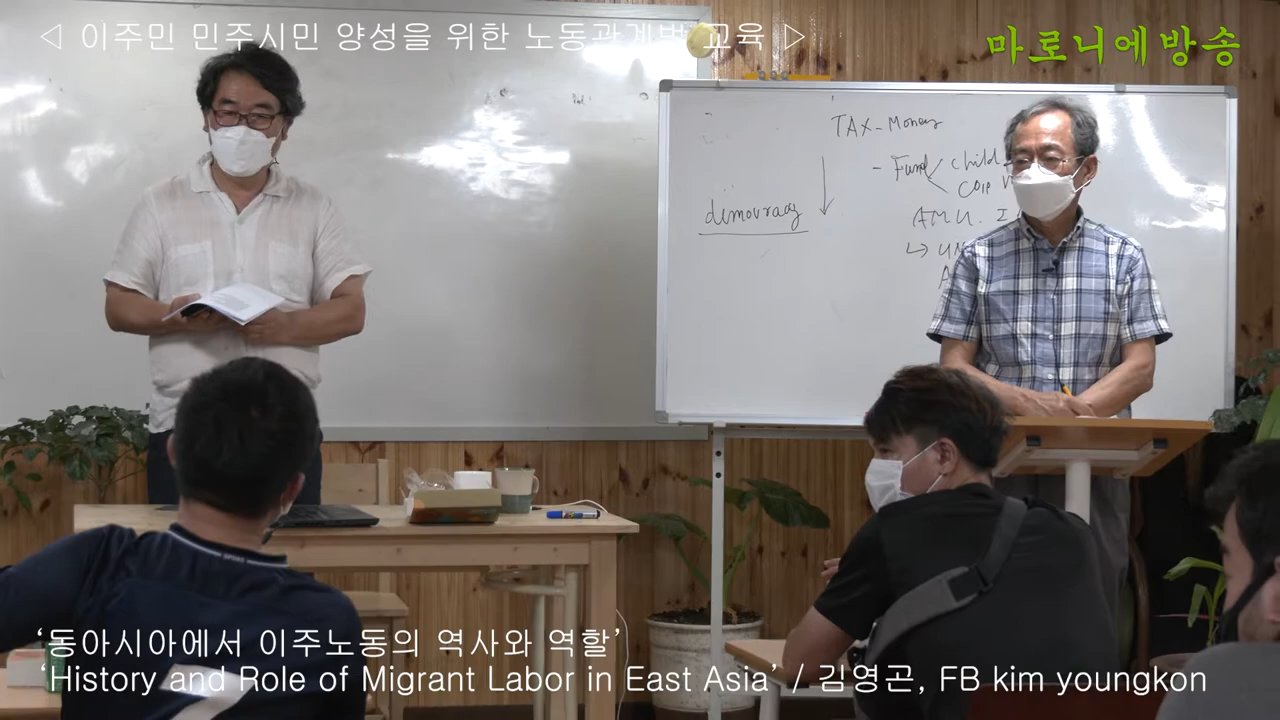 ◁ 이주민 민주시민 양성을 위한 노동관계법 교육 ▷
마로니에방송
TAX-Money
- Fund child
democracy
AMU. I
'동아시아에서 이주노동의 역사와 역할'
'History and Role of Migrant Labor in East Asia' / 김영곤, FB kim youngkon